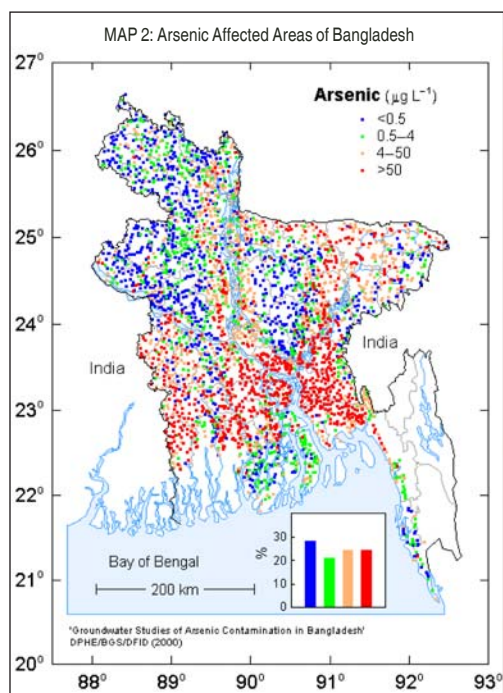 MAP 2: Arsenic Affected Areas of Bangladesh
27°
Arsenic (µg L⁻¹)
<0.5
26°
0.5–4
4–50
>50
25°
24°
India
India
23°
22°
30
20
%
10
0
Bay of Bengal
200 km
21°
'Groundwater Studies of Arsenic Contamination in Bangladesh'
DPHE/BGS/DFID (2000)
20°
88° 89° 90° 91° 92° 93°